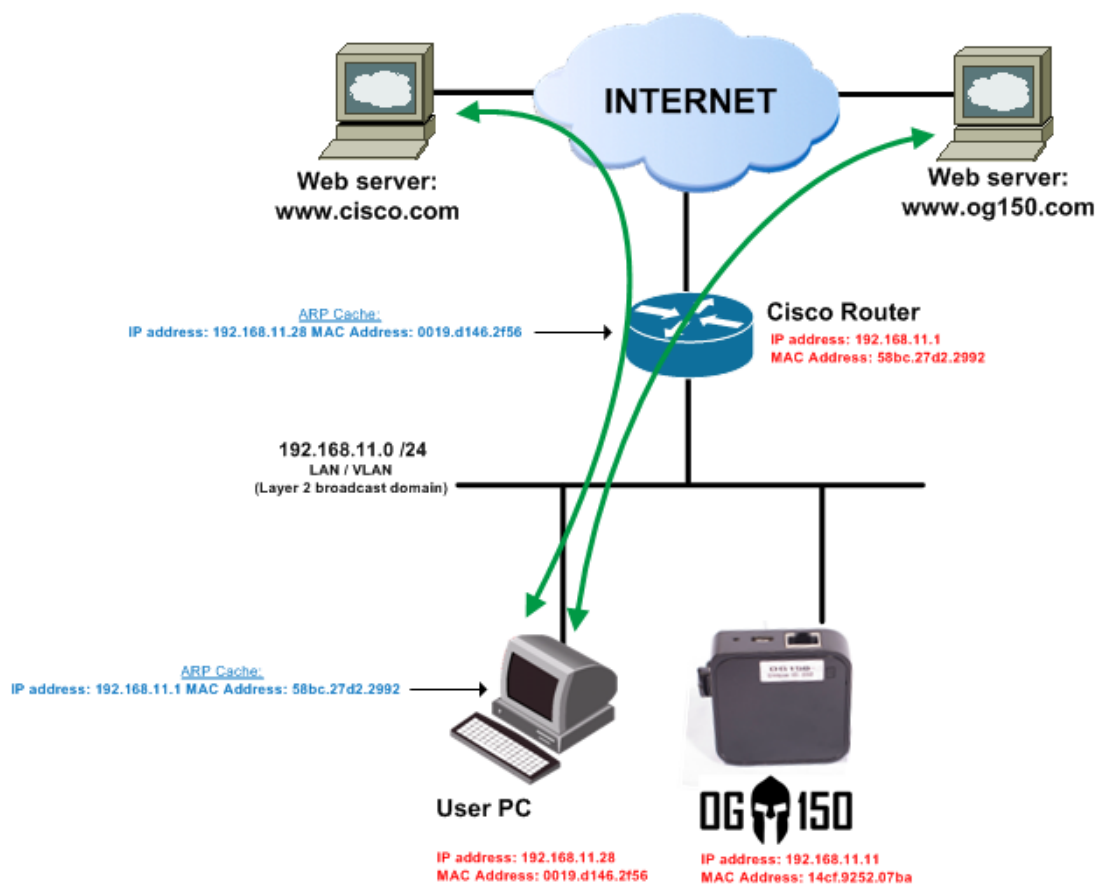 INTERNET
Web server:
www.cisco.com
Web server:
www.og150.com
ARP Cache:
IP address: 192.168.11.28 MAC Address: 0019.d146.2f56
Cisco Router
IP address: 192.168.11.1
MAC Address: 58bc.27d2.2992
192.168.11.0 /24
LAN / VLAN
(Layer 2 broadcast domain)
ARP Cache:
IP address: 192.168.11.1 MAC Address: 58bc.27d2.2992
OG150
User PC
OG 150
IP address: 192.168.11.28
MAC Address: 0019.d146.2f56
IP address: 192.168.11.11
MAC Address: 14cf.9252.07ba